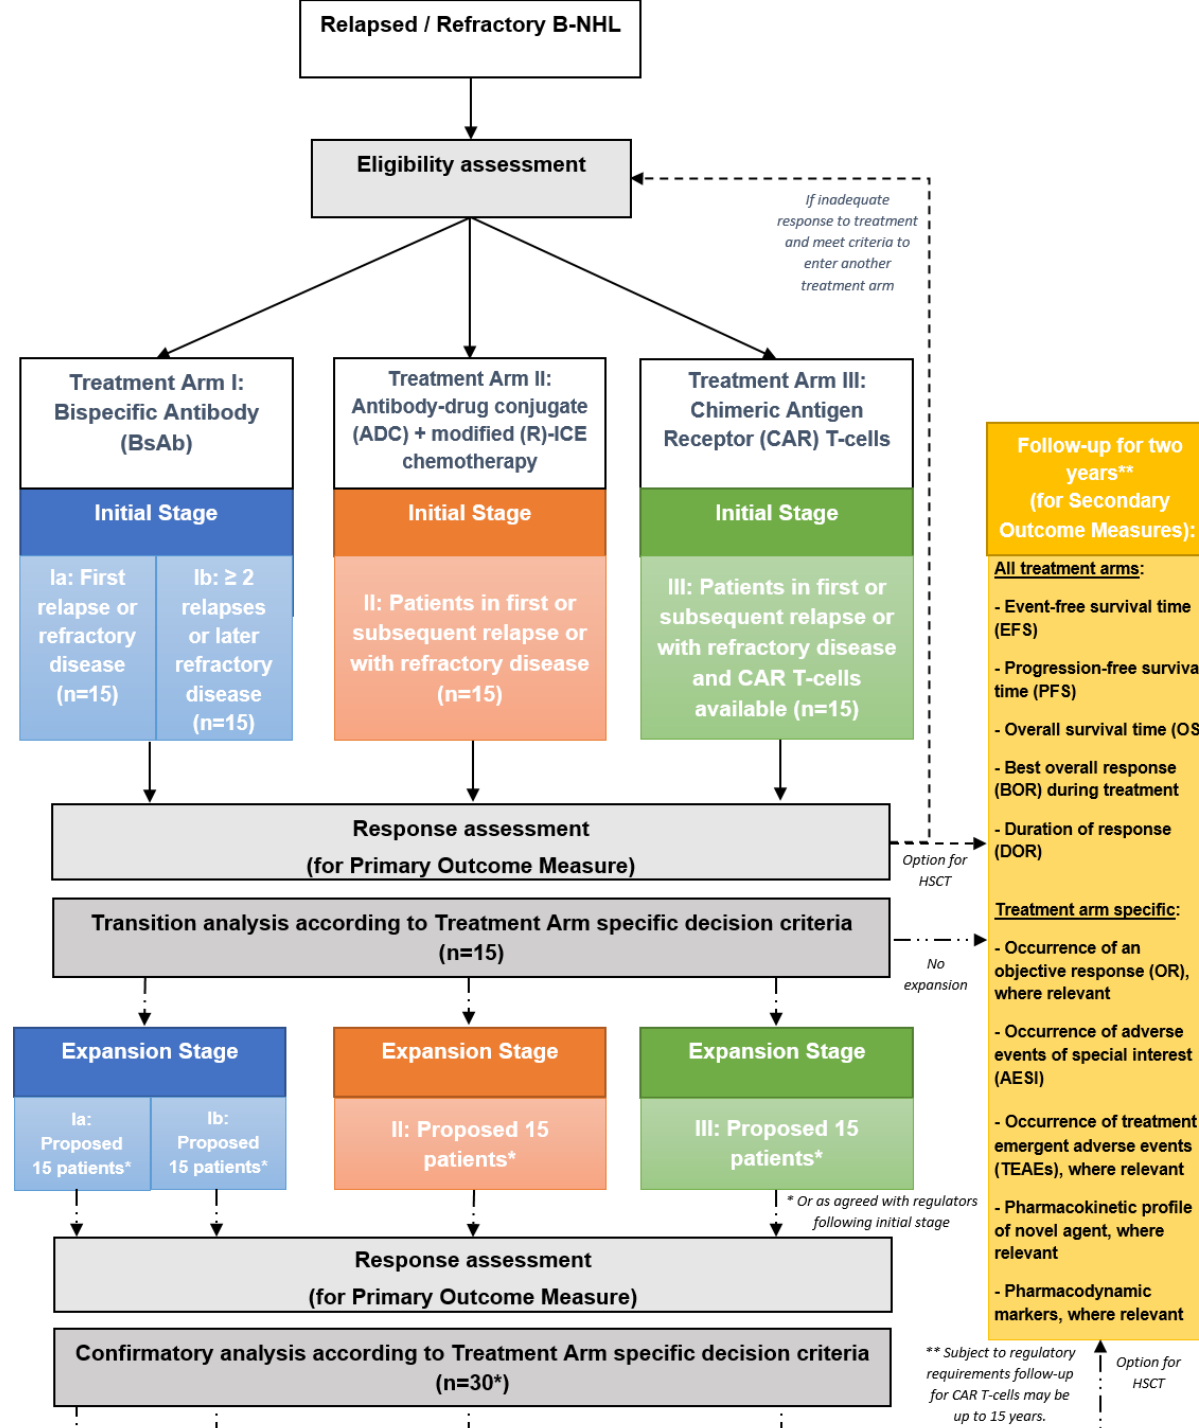 Relapsed / Refractory B-NHL
Eligibility assessment
If inadequate
response to treatment
and meet criteria to
enter another
treatment arm
Treatment Arm I:
Bispecific Antibody
(BsAb)
Treatment Arm II:
Antibody-drug conjugate
(ADC) + modified (R)-ICE
chemotherapy
Treatment Arm III:
Chimeric Antigen
Receptor (CAR) T-cells
Initial Stage
Initial Stage
Initial Stage
Ia: First
relapse or
refractory
disease
(n=15)
Ib: ≥ 2
relapses
or later
refractory
disease
(n=15)
II: Patients in first or
subsequent relapse or
with refractory disease
(n=15)
III: Patients in first or
subsequent relapse or
with refractory disease
and CAR T-cells
available (n=15)
Response assessment
(for Primary Outcome Measure)
Option for
HSCT
Transition analysis according to Treatment Arm specific decision criteria
(n=15)
No
expansion
Expansion Stage
Expansion Stage
Expansion Stage
Ia:
Proposed
15 patients*
Ib:
Proposed
15 patients*
II: Proposed 15
patients*
III: Proposed 15
patients*
* Or as agreed with regulators
following initial stage
Response assessment
(for Primary Outcome Measure)
Confirmatory analysis according to Treatment Arm specific decision criteria
(n=30*)
Follow-up for two
years**
(for Secondary
Outcome Measures):
All treatment arms:
- Event-free survival time
(EFS)
- Progression-free surviva
time (PFS)
- Overall survival time (OS
- Best overall response
(BOR) during treatment
- Duration of response
(DOR)
Treatment arm specific:
- Occurrence of an
objective response (OR),
where relevant
- Occurrence of adverse
events of special interest
(AESI)
- Occurrence of treatment
emergent adverse events
(TEAEs), where relevant
- Pharmacokinetic profile
of novel agent, where
relevant
- Pharmacodynamic
markers, where relevant
** Subject to regulatory
requirements follow-up
for CAR T-cells may be
up to 15 years.
Option for
HSCT